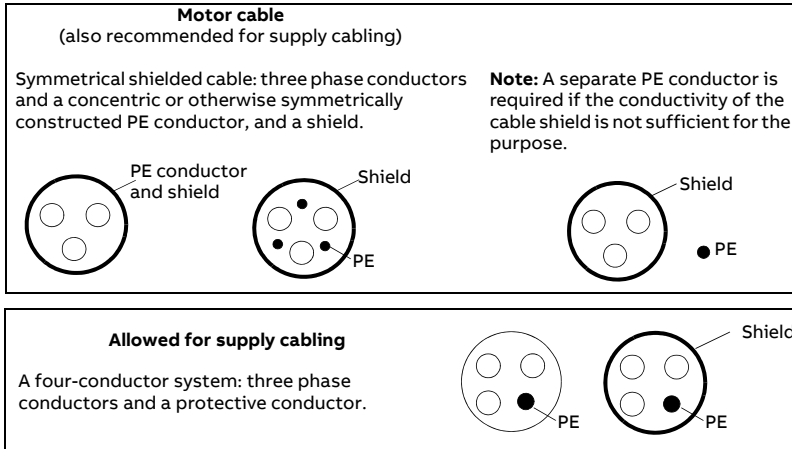 Motor cable
(also recommended for supply cabling)
Symmetrical shielded cable: three phase conductors
and a concentric or otherwise symmetrically
constructed PE conductor, and a shield.
Note: A separate PE conductor is
required if the conductivity of the
cable shield is not sufficient for the
purpose.
PE conductor
and shield
Shield
PE
Shield
PE
Allowed for supply cabling
A four-conductor system: three phase
conductors and a protective conductor.
PE
Shield
PE